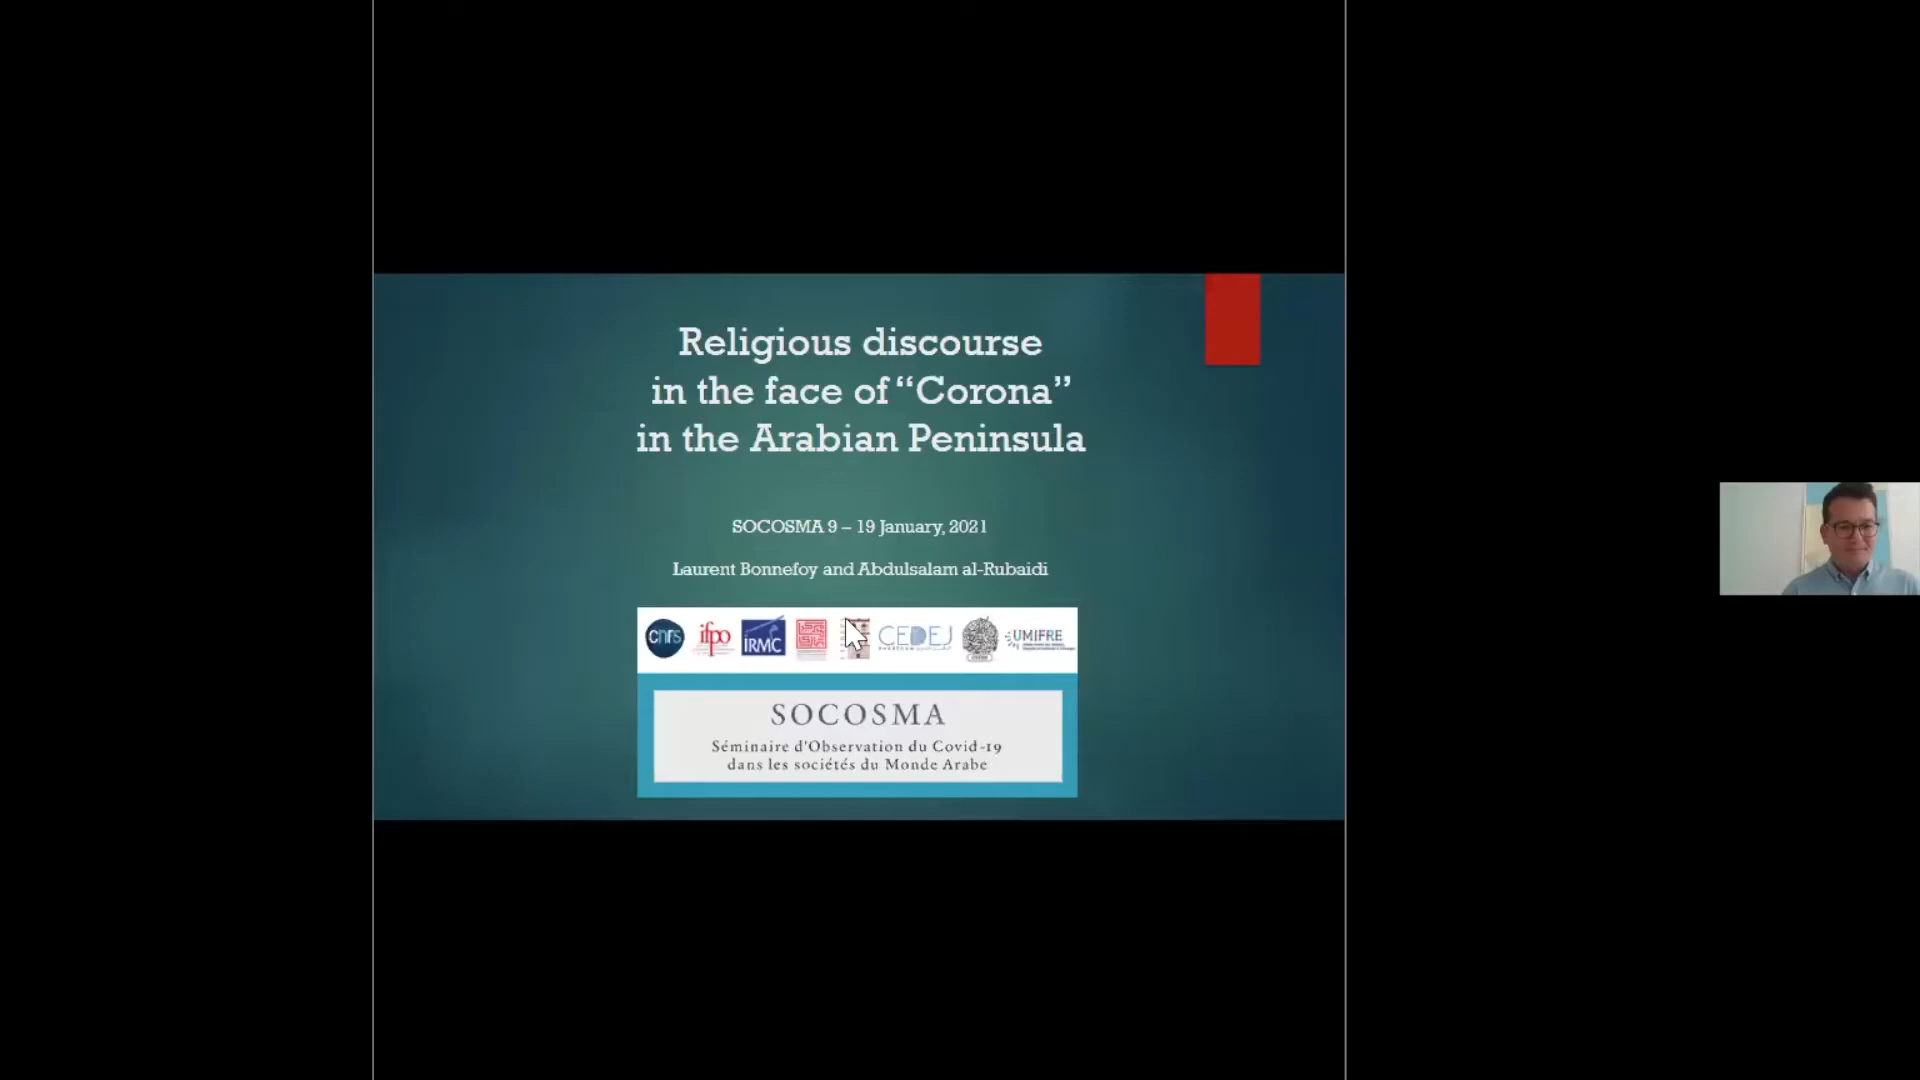 Religious discourse
in the face of “Corona”
in the Arabian Peninsula
SOCOSMA 9 – 19 January, 2021
Laurent Bonnefoy and Abdulsalam al-Rubaidi
cnrs ifpo IRMC CEDEJ UMIFRE
SOCOSMA
Séminaire d'Observation du Covid-19
dans les sociétés du Monde Arabe